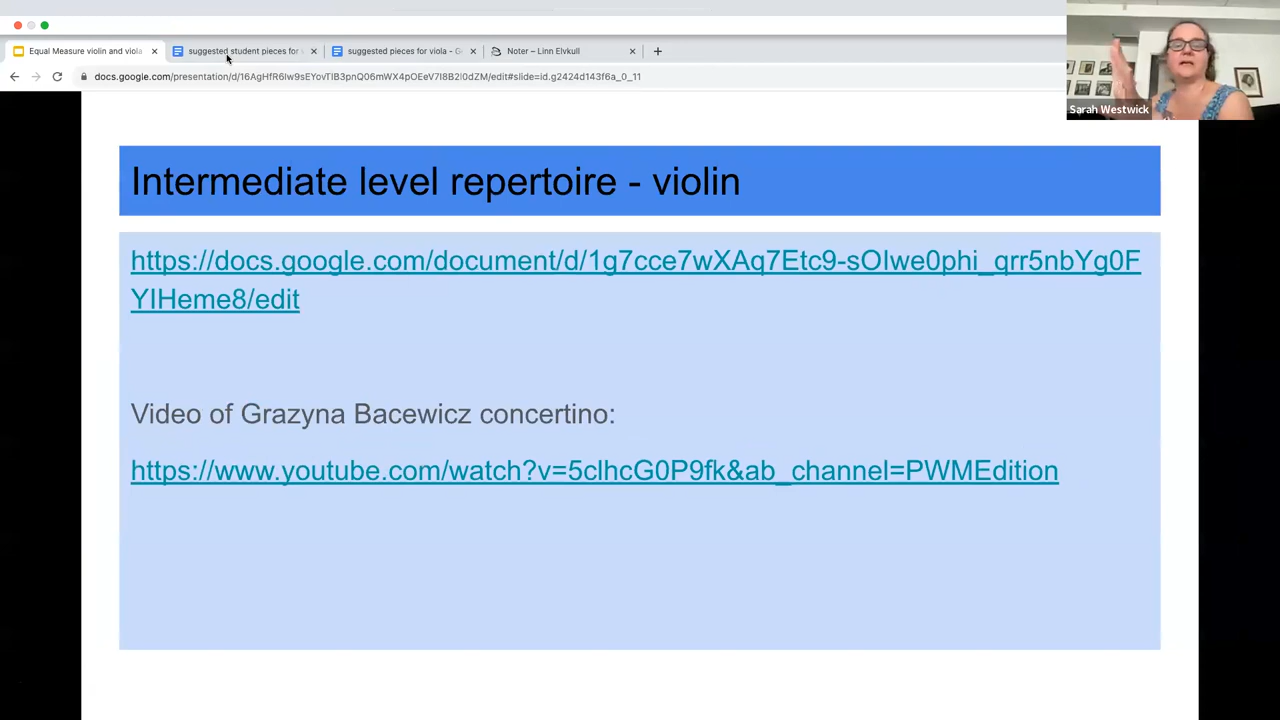 Equal Measure violin and viola
suggested student pieces for v
suggested pieces for viola - G
Noter – Linn Elvkull
docs.google.com/presentation/d/16AgHfR6lw9sEYovTlB3pnQ06mWX4pOEeV7I8B2l0dZM/edit#slide=id.g2424d143f6a_0_11
Sarah Westwick
Intermediate level repertoire - violin
https://docs.google.com/document/d/1g7cce7wXAq7Etc9-sOIwe0phi_qrr5nbYg0F
YlHeme8/edit
Video of Grazyna Bacewicz concertino:
https://www.youtube.com/watch?v=5clhcG0P9fk&ab_channel=PWMEdition